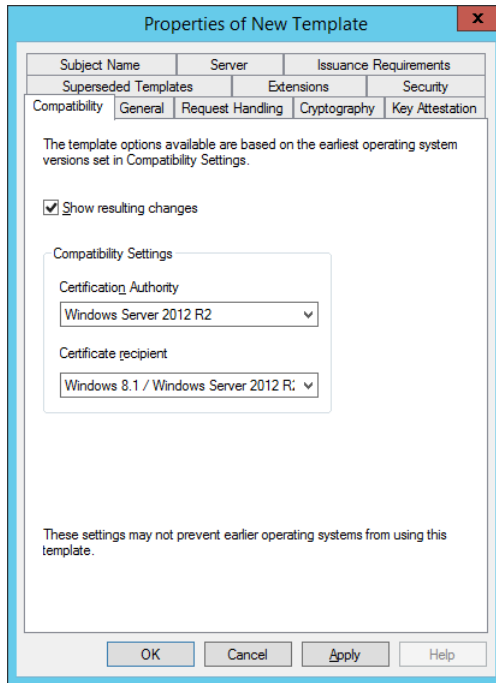 Properties of New Template
x
Subject Name Server Issuance Requirements
Superseded Templates Extensions Security
Compatibility General Request Handling Cryptography Key Attestation
The template options available are based on the earliest operating system
versions set in Compatibility Settings.
Show resulting changes
Compatibility Settings
Certification Authority
Windows Server 2012 R2
Certificate recipient
Windows 8.1 / Windows Server 2012 R
These settings may not prevent earlier operating systems from using this
template.
OK Cancel Apply Help